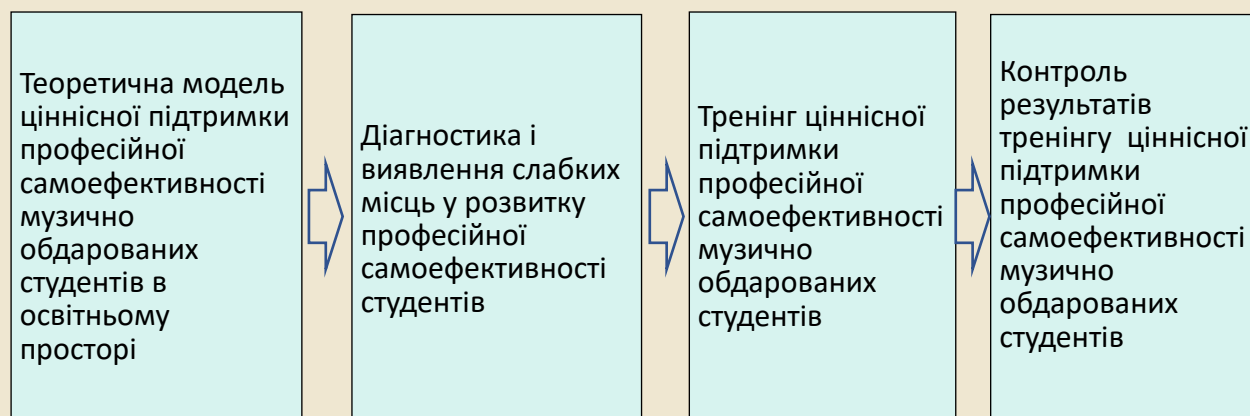 Теоретична модель
ціннісної підтримки
професійної
самоефективності
музично
обдарованих
студентів в
освітньому
просторі
Діагностика і
виявлення слабких
місць у розвитку
професійної
самоефективності
студентів
Тренінг ціннісної
підтримки
професійної
самоефективності
музично
обдарованих
студентів
Контроль
результатів
тренінгу ціннісної
підтримки
професійної
самоефективності
музично
обдарованих
студентів